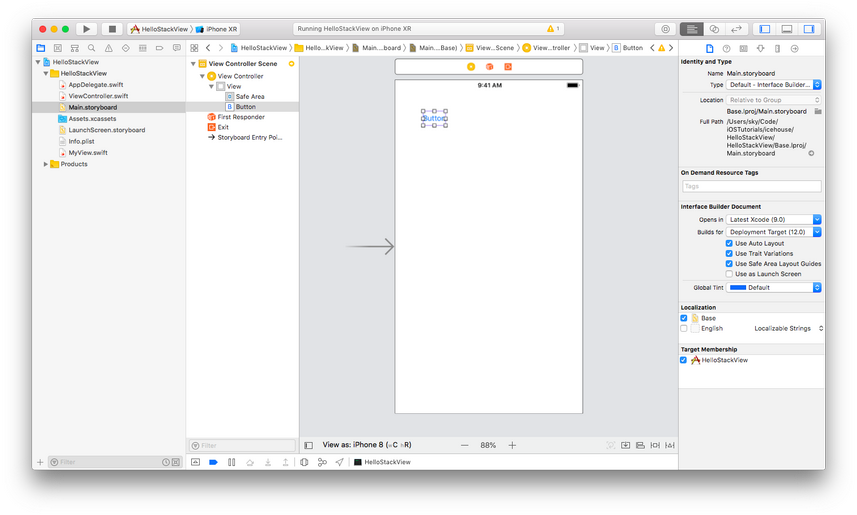 HelloStackView
iPhone XR
Running HelloStackView on iPhone XR
1
HelloStackView
Hello...kView
Main....board
Main....Base)
View...Scene
View...troller
View
Button
HelloStackView
HelloStackView
AppDelegate.swift
ViewController.swift
Main.storyboard
Assets.xcassets
LaunchScreen.storyboard
Info.plist
MyView.swift
Products
View Controller Scene
View Controller
View
Safe Area
B Button
First Responder
Exit
Storyboard Entry Poi...
9:41 AM
Button
Identity and Type
Name Main.storyboard
Type Default - Interface Builder...
Location Relative to Group
Base.lproj/Main.storyboard
Full Path /Users/sky/Code/
iOSTutorials/icehouse/
HelloStackView/
HelloStackView/Base.lproj/
Main.storyboard
On Demand Resource Tags
Tags
Interface Builder Document
Opens in Latest Xcode (9.0)
Builds for Deployment Target (12.0)
Use Auto Layout
Use Trait Variations
Use Safe Area Layout Guides
Use as Launch Screen
Global Tint Default
Localization
Base
English Localizable Strings
Target Membership
HelloStackView
Filter
View as: iPhone 8 (wC hR)
88%
Filter
HelloStackView